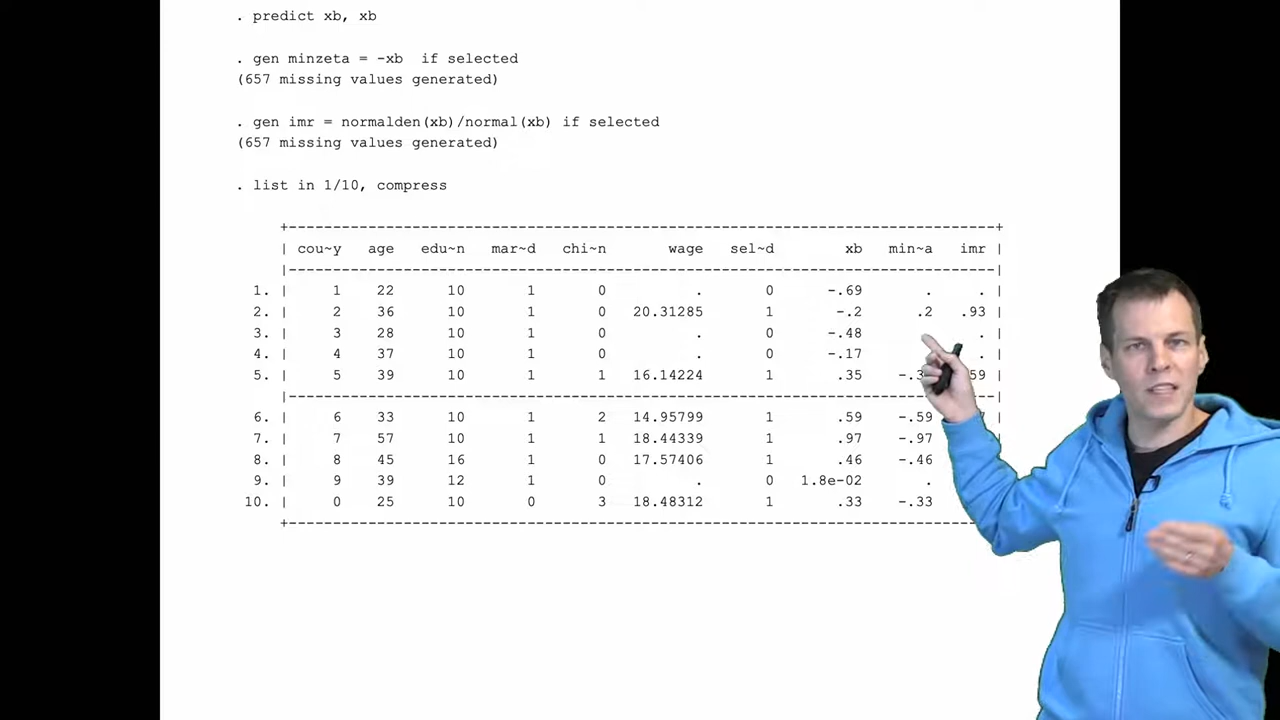 . predict xb, xb
. gen minzeta = -xb  if selected
(657 missing values generated)
. gen imr = normalden(xb)/normal(xb) if selected
(657 missing values generated)
. list in 1/10, compress
| cou~y age edu~n mar~d chi~n wage sel~d xb min~a imr |
1. | 1 22 10 1 0 . 0 -.69 . . |
2. | 2 36 10 1 0 20.31285 1 -.2 .2 .93 |
3. | 3 28 10 1 0 . 0 -.48 . |
4. | 4 37 10 1 0 . 0 -.17 . |
5. | 5 39 10 1 1 16.14224 1 .35 59 |
6. | 6 33 10 1 2 14.95799 1 .59 -.59 |
7. | 7 57 10 1 1 18.44339 1 .97 -.97 |
8. | 8 45 16 1 0 17.57406 1 .46 -.46
9. | 9 39 12 1 0 . 0 1.8e-02 .
10. | 0 25 10 0 3 18.48312 1 .33 -.33